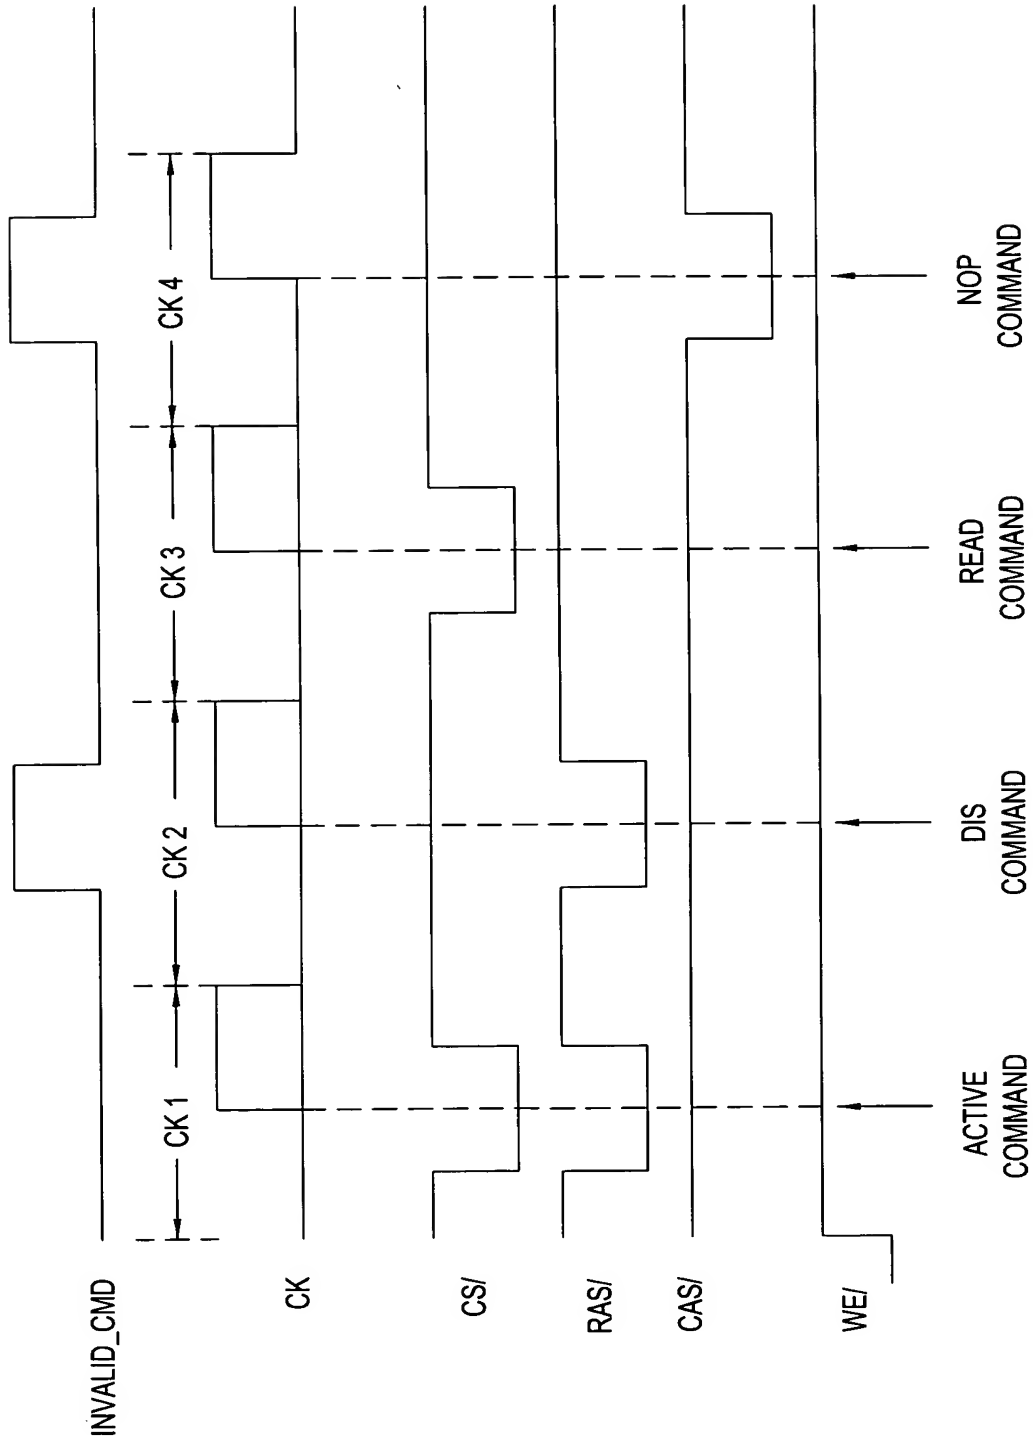 INVALID_CMD
CK 1
CK 2
CK 3
CK 4
CK
CS/
RAS/
CAS/
WE/
ACTIVE
COMMAND
DIS
COMMAND
READ
COMMAND
NOP
COMMAND